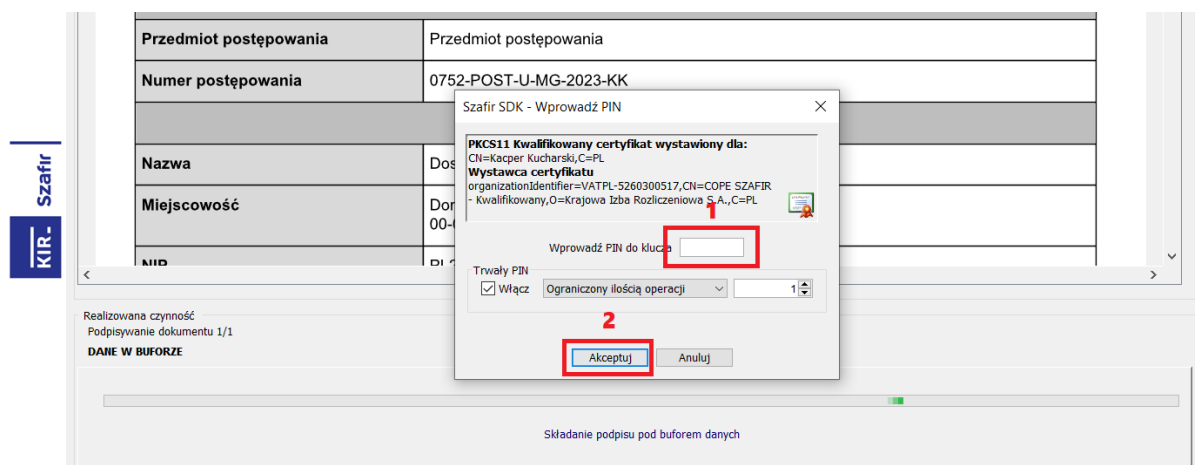 Przedmiot postępowania Przedmiot postępowania
Numer postępowania 0752-POST-U-MG-2023-KK
Szafir SDK - Wprowadź PIN
PKCS11 Kwalifikowany certyfikat wystawiony dla:
CN=Kacper Kucharski,C=PL
Wystawca certyfikatu
organizationIdentifier=VATPL-5260300517,CN=COPE SZAFIR
- Kwalifikowany,O=Krajowa Izba Rozliczeniowa S.A.,C=PL
1
Wprowadź PIN do klucza
Trwały PIN
Włącz Ograniczony ilością operacji 1
2
Akceptuj Anuluj
Nazwa
Miejscowość
NIP
KIR Szafir
Realizowana czynność
Podpisywanie dokumentu 1/1
DANE W BUFORZE
Składanie podpisu pod buforem danych